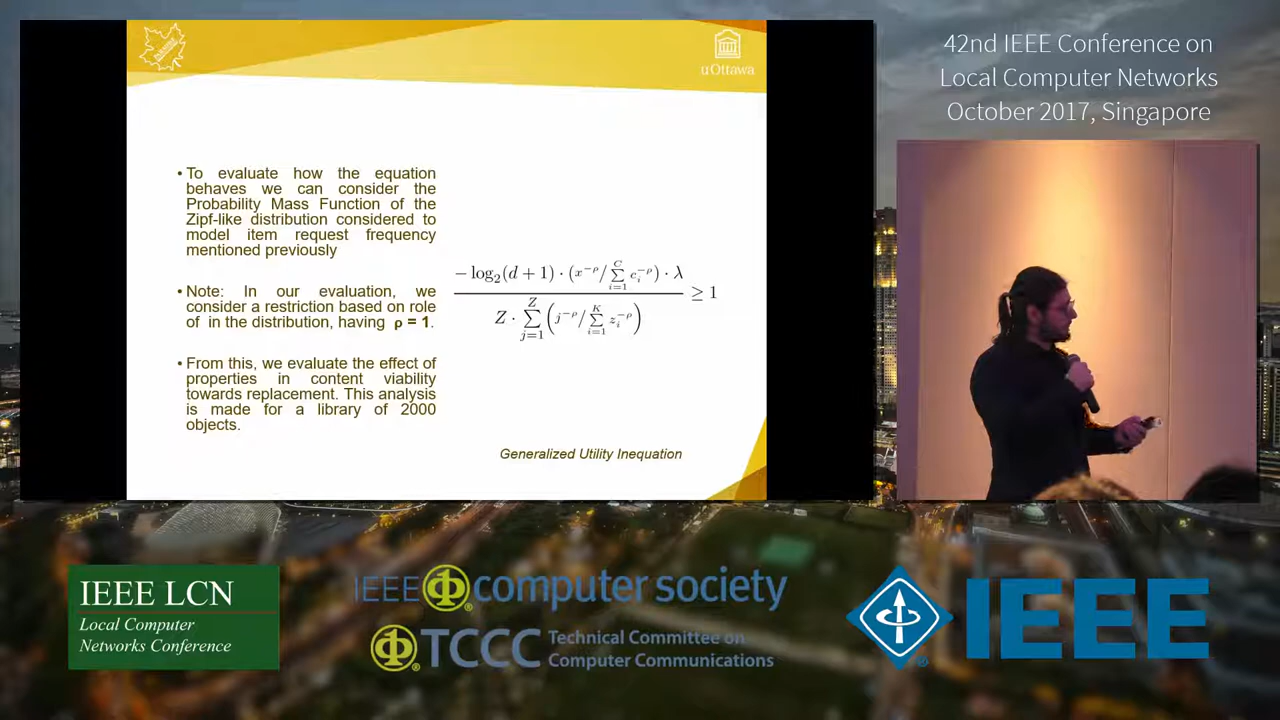 42nd IEEE Conference on
Local Computer Networks
October 2017, Singapore
uOttawa
• To evaluate how the equation
behaves we can consider the
Probability Mass Function of the
Zipf-like distribution considered to
model item request frequency
mentioned previously
• Note: In our evaluation, we
consider a restriction based on role
of in the distribution, having ρ = 1.
• From this, we evaluate the effect of
properties in content viability
towards replacement. This analysis
is made for a library of 2000
objects.
− log₂(d + 1) · (x^−ρ / ∑_{i=1}^{C} c_i^−ρ) · λ
Z · ∑_{j=1}^{Z} (j^−ρ / ∑_{i=1}^{K} z_i^−ρ)
≥ 1
Generalized Utility Inequation
IEEE LCN
Local Computer
Networks Conference
IEEE computer society
TCCC Technical Committee on
Computer Communications
IEEE